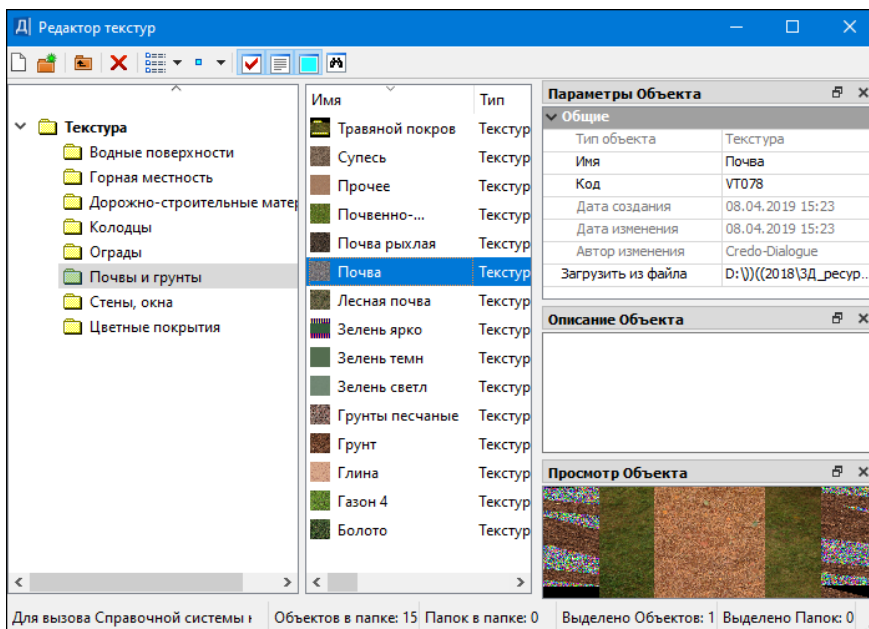 Д Редактор текстур
Текстура
Водные поверхности
Горная местность
Дорожно-строительные матер
Колодцы
Ограды
Почвы и грунты
Стены, окна
Цветные покрытия
Имя Тип
Травяной покров Текстур
Супесь Текстур
Прочее Текстур
Почвенно-... Текстур
Почва рыхлая Текстур
Почва Текстур
Лесная почва Текстур
Зелень ярко Текстур
Зелень темн Текстур
Зелень светл Текстур
Грунты песчаные Текстур
Грунт Текстур
Глина Текстур
Газон 4 Текстур
Болото Текстур
Параметры Объекта
Общие
Тип объекта Текстура
Имя Почва
Код VT078
Дата создания 08.04.2019 15:23
Дата изменения 08.04.2019 15:23
Автор изменения Credo-Dialogue
Загрузить из файла D:\))((2018\3Д_ресур...
Описание Объекта
Просмотр Объекта
Для вызова Справочной системы н Объектов в папке: 15 Папок в папке: 0 Выделено Объектов: 1 Выделено Папок: 0